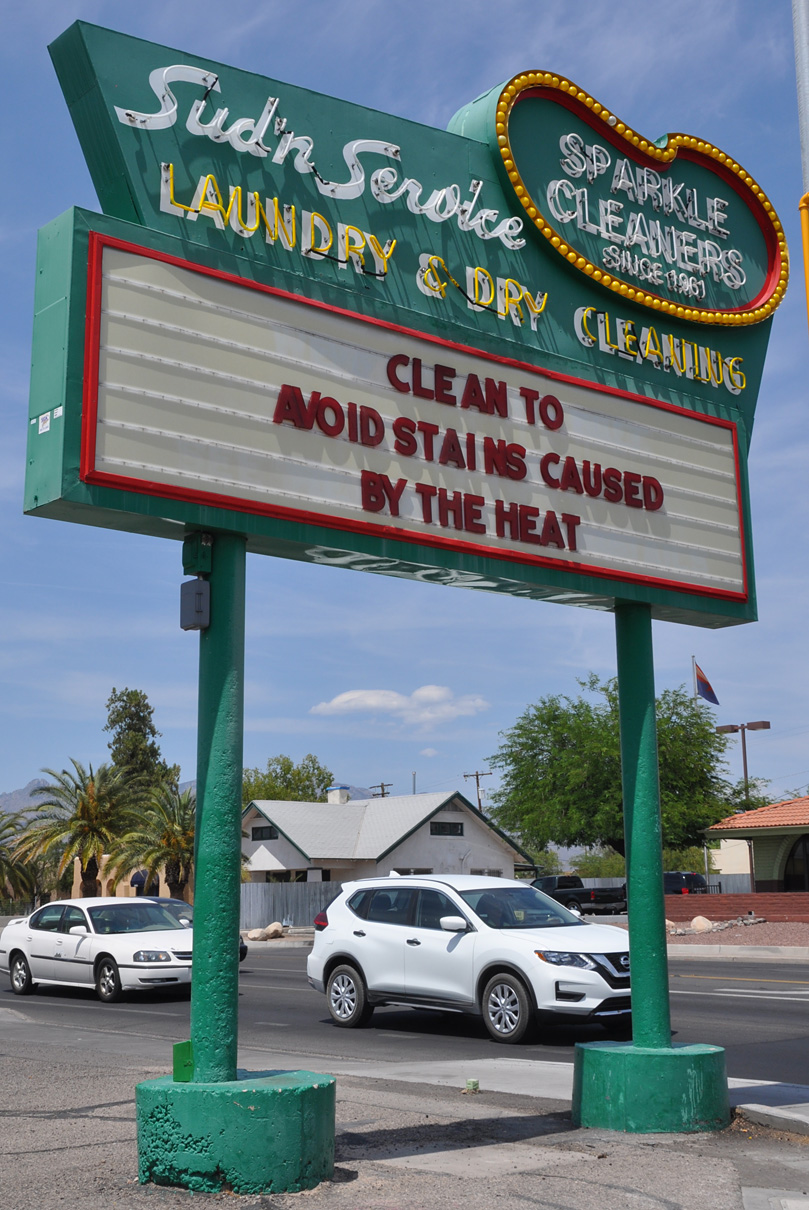 Sud'n Service
LAUNDRY & DRY CLEANING
SPARKLE
CLEANERS
SINCE 1961
CLEAN TO
AVOID STAINS CAUSED
BY THE HEAT